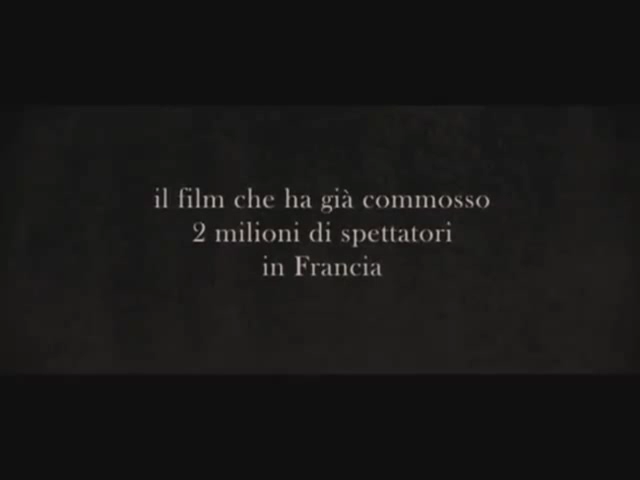 il film che ha già commosso
2 milioni di spettatori
in Francia